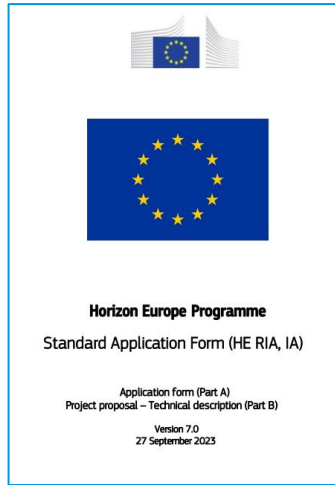 Horizon Europe Programme
Standard Application Form (HE RIA, IA)
Application form (Part A)
Project proposal – Technical description (Part B)
Version 7.0
27 September 2023